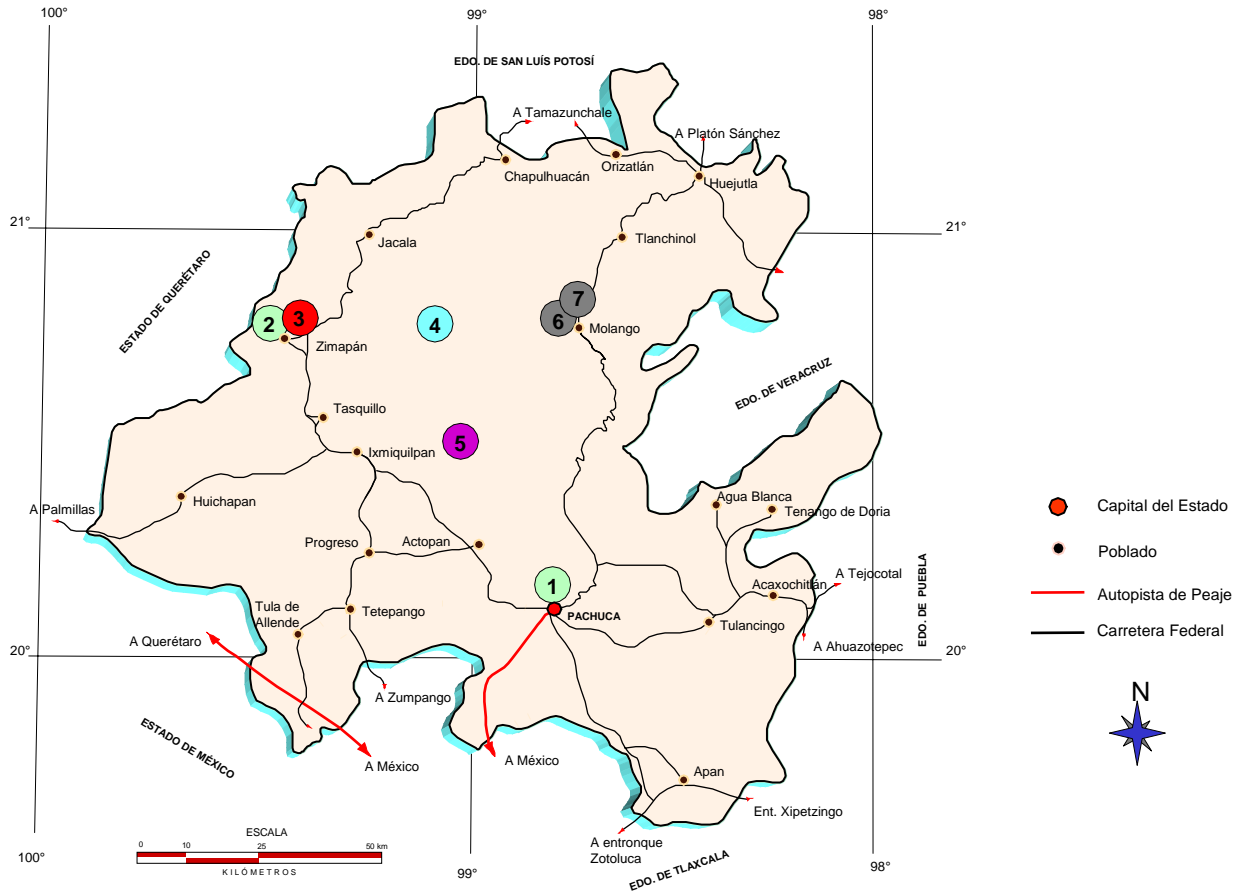 100°
99°
98°
EDO. DE SAN LUÍS POTOSÍ
A Tamazunchale
A Platón Sánchez
Orizatlán
Chapulhuacán
Huejutla
21°
21°
Jacala
Tlanchinol
ESTADO DE QUERÉTARO
7
2
3
4
6
Molango
Zimapán
EDO. DE VERACRUZ
Tasquillo
5
Ixmiquilpan
Huichapan
Agua Blanca
Tenango de Doria
A Palmillas
Capital del Estado
Progreso
Actopan
Poblado
EDO. DE PUEBLA
A Tejocotal
1
Acaxochitlán
Autopista de Peaje
Tula de
Allende
Tetepango
PACHUCA
Tulancingo
Carretera Federal
A Querétaro
A Ahuazotepec
20°
20°
A Zumpango
N
ESTADO DE MÉXICO
A México
A México
Apan
Ent. Xipetzingo
ESCALA
0
10
25
50 km
KILÓMETROS
A entronque
Zotoluca
EDO. DE TLAXCALA
100°
99°
98°